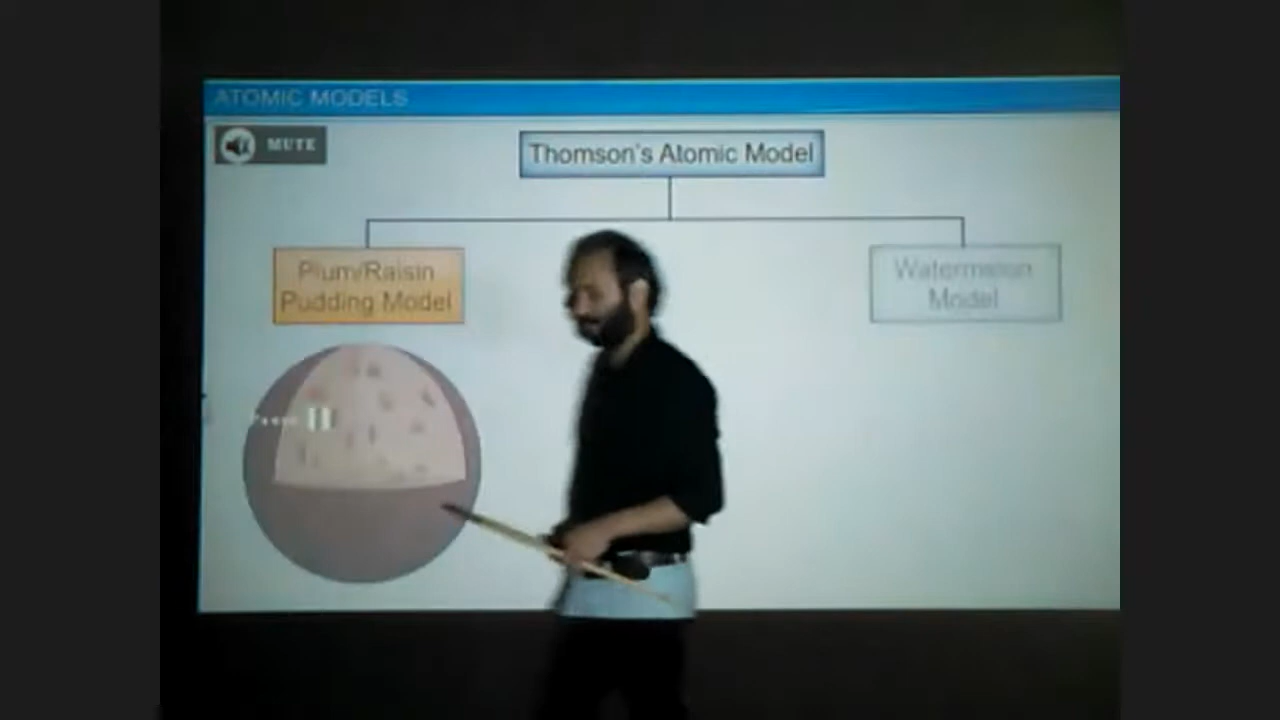 ATOMIC MODELS
MUTE
Thomson's Atomic Model
Plum/Raisin
Pudding Model
Watermelon
Model